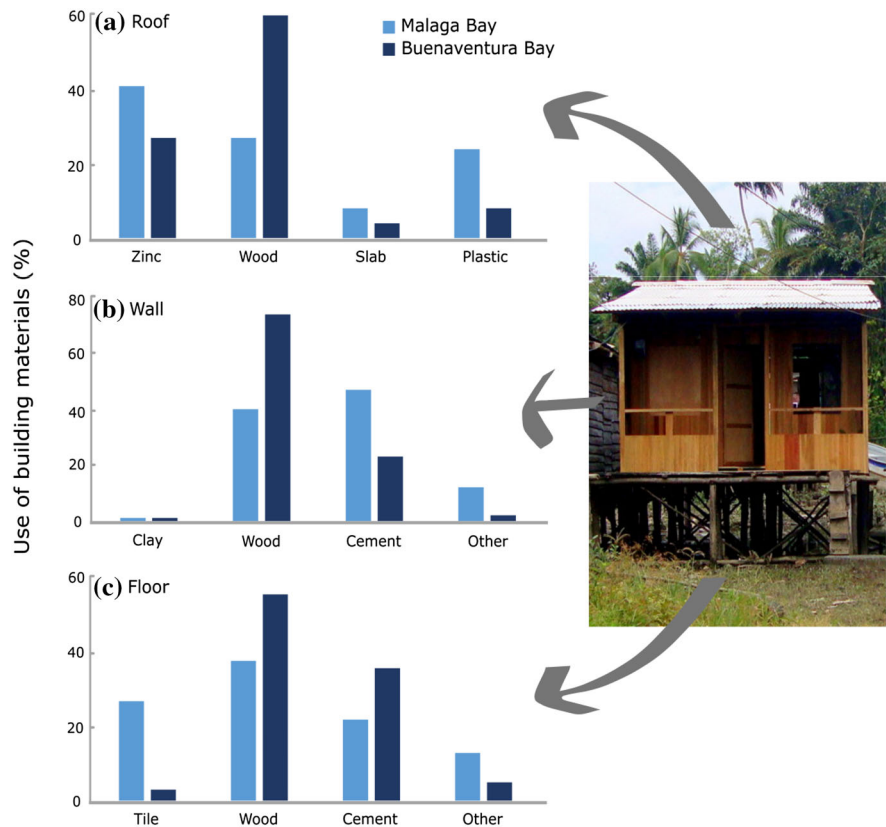 Use of building materials (%)
(a) Roof
Malaga Bay
Buenaventura Bay
60
40
20
0
Zinc Wood Slab Plastic
(b) Wall
80
60
40
20
0
Clay Wood Cement Other
(c) Floor
60
40
20
0
Tile Wood Cement Other